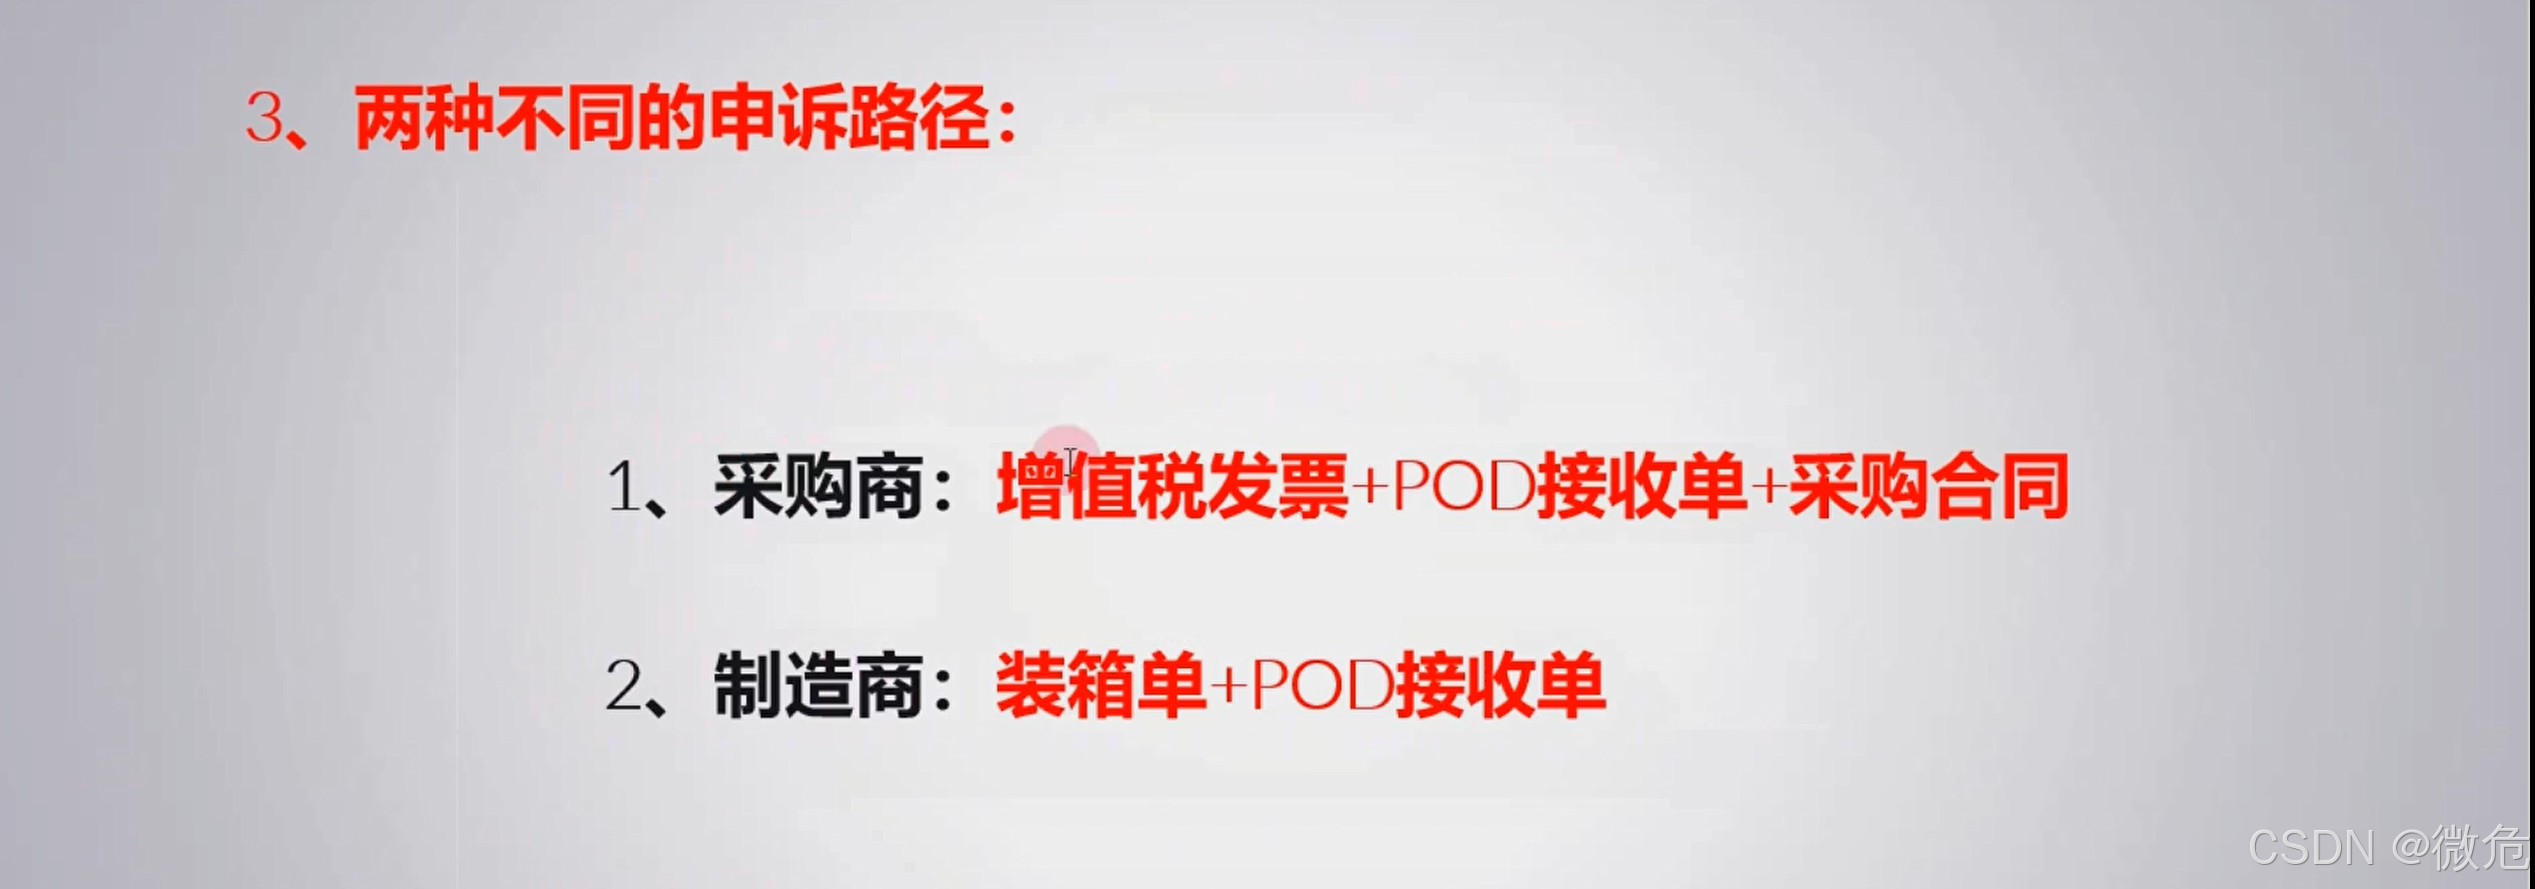 3、两种不同的申诉路径：
1、采购商：增值税发票+POD接收单+采购合同
2、制造商：装箱单+POD接收单
CSDN @微危